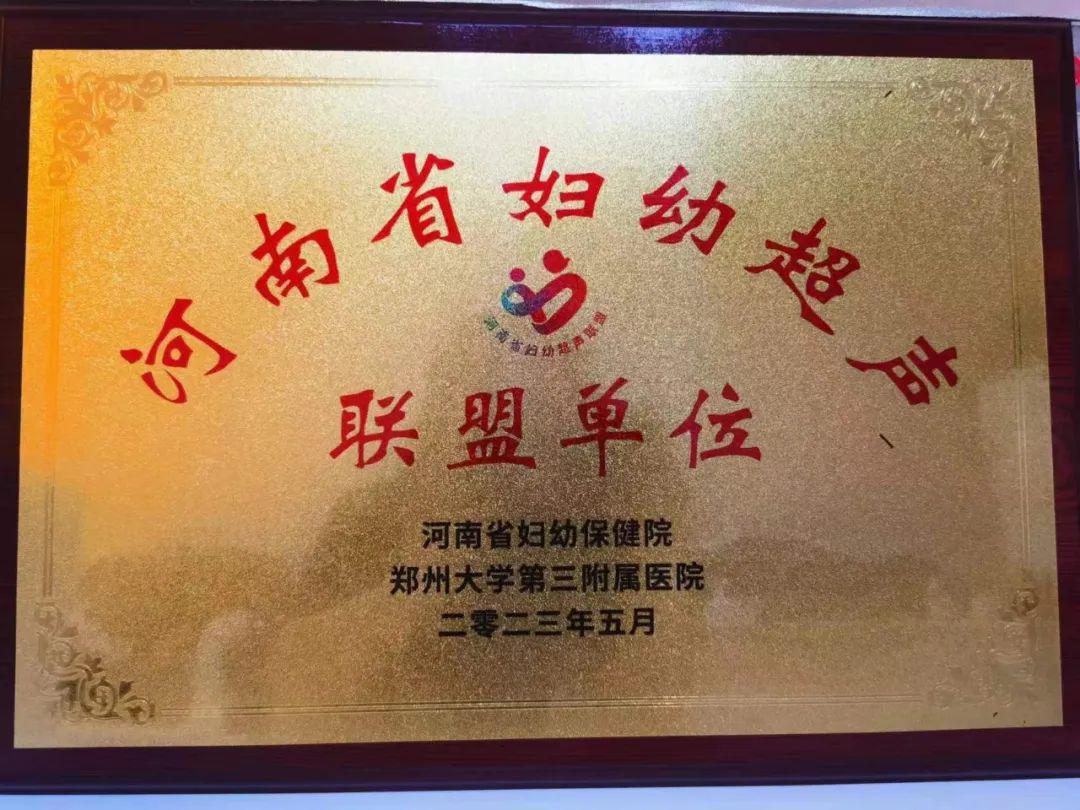 河南省妇幼超声
河南省妇幼超声联盟
联盟单位
河南省妇幼保健院
郑州大学第三附属医院
二零二三年五月